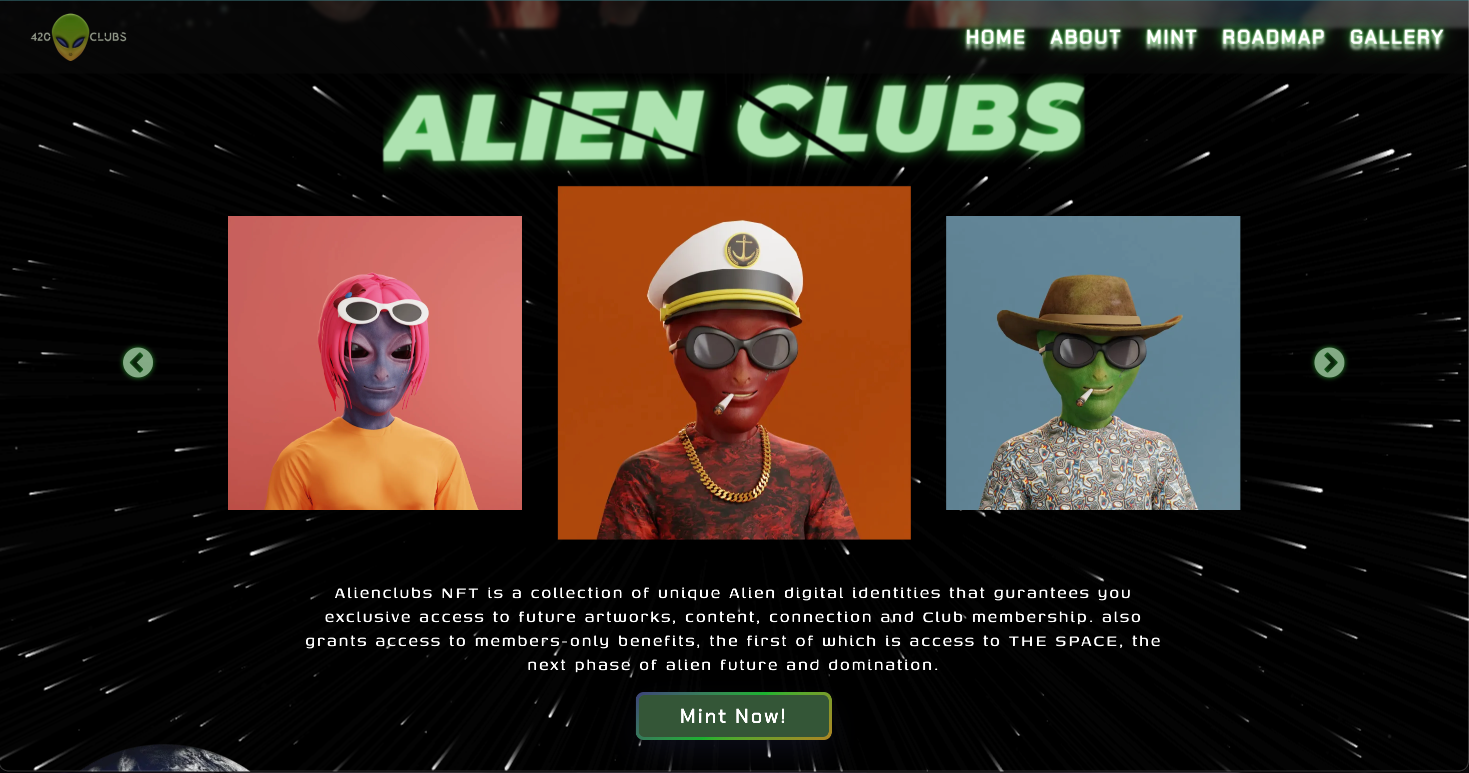 420 CLUBS
HOME ABOUT MINT ROADMAP GALLERY
ALIEN CLUBS
Alienclubs NFT is a collection of unique Alien digital identities that gurantees you
exclusive access to future artworks, content, connection and Club membership. also
grants access to members-only benefits, the first of which is access to THE SPACE, the
next phase of alien future and domination.
Mint Now!